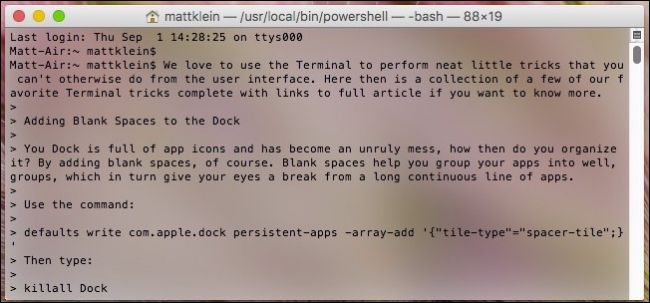 mattklein — /usr/local/bin/powershell — -bash — 88×19
Last login: Thu Sep  1 14:28:25 on ttys000
Matt-Air:~ mattklein$
Matt-Air:~ mattklein$ We love to use the Terminal to perform neat little tricks that you
 can't otherwise do from the user interface. Here then is a collection of a few of our f
avorite Terminal tricks complete with links to full article if you want to know more.
>
> Adding Blank Spaces to the Dock
>
> You Dock is full of app icons and has become an unruly mess, how then do you organize
it? By adding blank spaces, of course. Blank spaces help you group your apps into well,
groups, which in turn give your eyes a break from a long continuous line of apps.
>
> Use the command:
>
> defaults write com.apple.dock persistent-apps -array-add '{"tile-type"="spacer-tile";}
'
> Then type:
>
> killall Dock